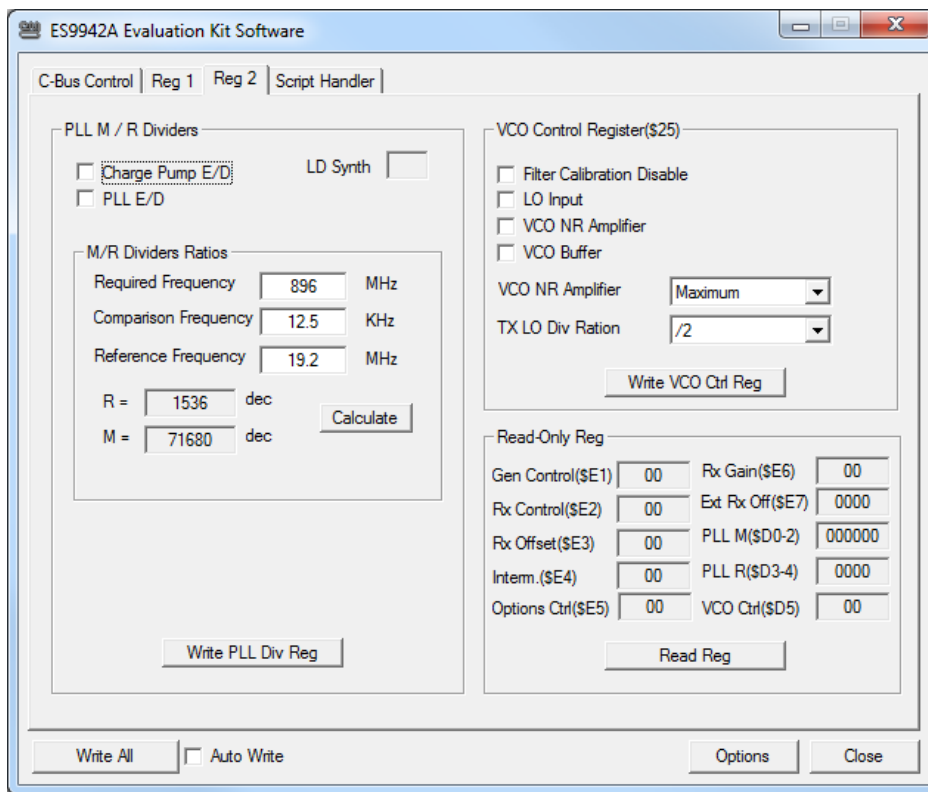 ES9942A Evaluation Kit Software
C-Bus Control
Reg 1
Reg 2
Script Handler
PLL M / R Dividers
Charge Pump E/D
LD Synth
PLL E/D
M/R Dividers Ratios
Required Frequency 896 MHz
Comparison Frequency 12.5 KHz
Reference Frequency 19.2 MHz
R = 1536 dec
M = 71680 dec
Calculate
Write PLL Div Reg
VCO Control Register($25)
Filter Calibration Disable
LO Input
VCO NR Amplifier
VCO Buffer
VCO NR Amplifier Maximum
TX LO Div Ration /2
Write VCO Ctrl Reg
Read-Only Reg
Gen Control($E1) 00 Rx Gain($E6) 00
Rx Control($E2) 00 Ext Rx Off($E7) 0000
Rx Offset($E3) 00 PLL M($D0-2) 000000
Interm.($E4) 00 PLL R($D3-4) 0000
Options Ctrl($E5) 00 VCO Ctrl($D5) 00
Read Reg
Write All
Auto Write
Options
Close